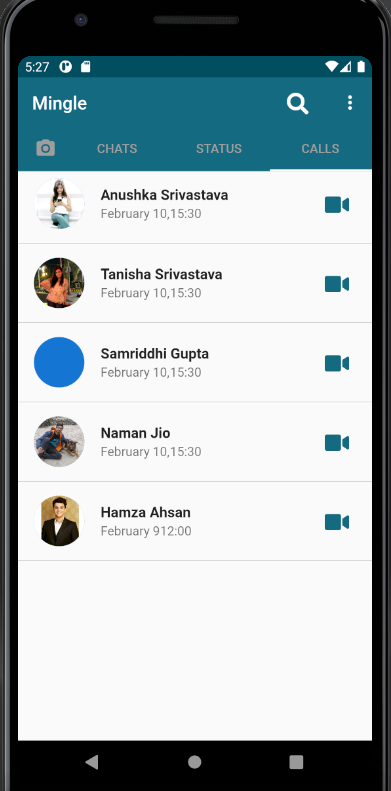 5:27
Mingle
CHATS STATUS CALLS
Anushka Srivastava
February 10,15:30
Tanisha Srivastava
February 10,15:30
Samriddhi Gupta
February 10,15:30
Naman Jio
February 10,15:30
Hamza Ahsan
February 912:00